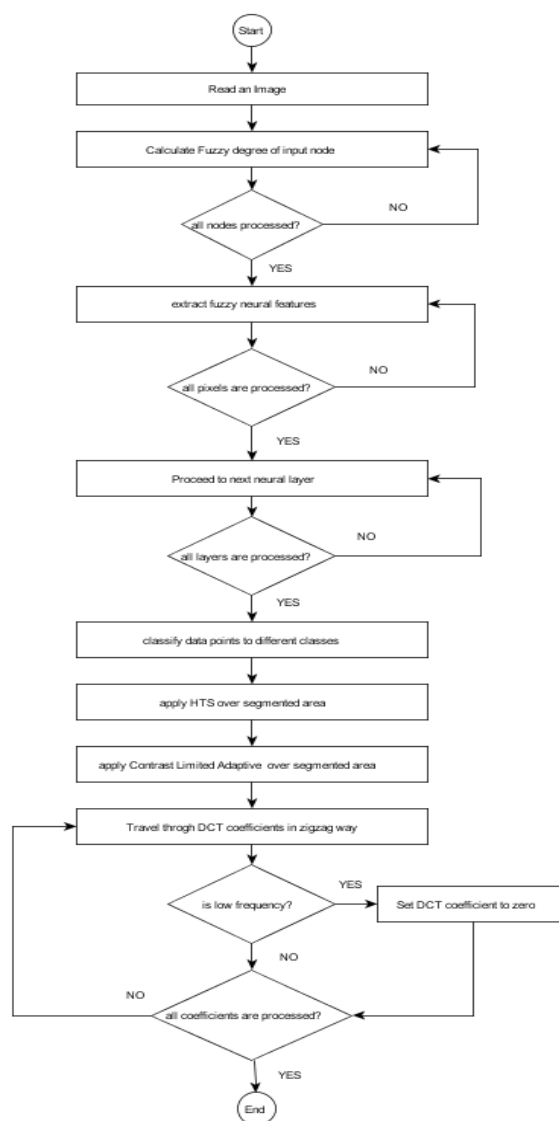 Start
Read an Image
Calculate Fuzzy degree of input node
all nodes processed?
NO
YES
extract fuzzy neural features
all pixels are processed?
NO
YES
Proceed to next neural layer
all layers are processed?
NO
YES
classify data points to different classes
apply HTS over segmented area
apply Contrast Limited Adaptive over segmented area
Travel throgh DCT coefficients in zigzag way
is low frequency?
YES
Set DCT coefficient to zero
NO
all coefficients are processed?
NO
YES
End